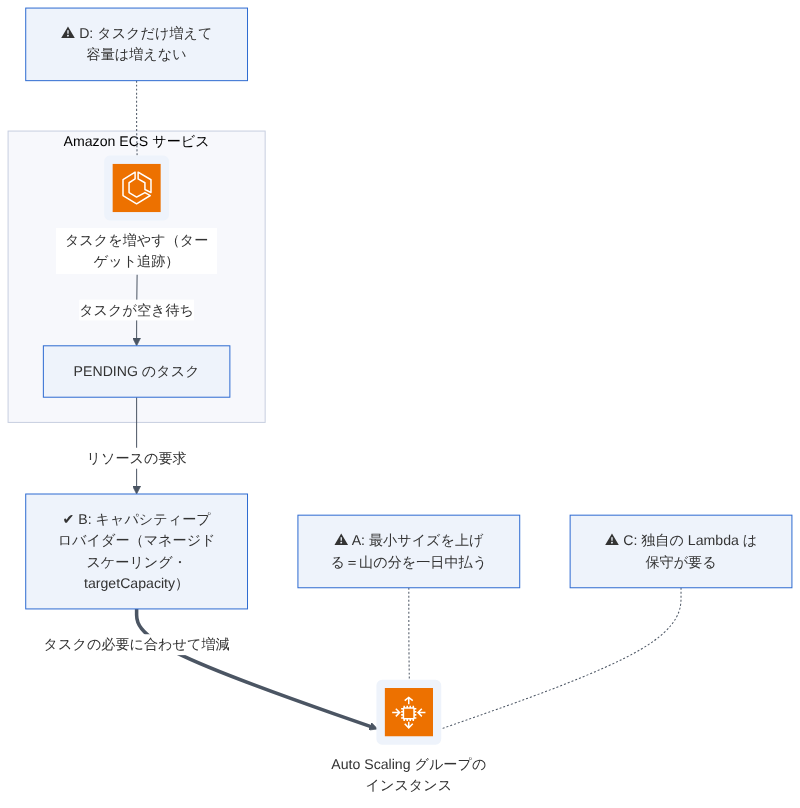 ⚠ D: タスクだけ増えて
容量は増えない
Amazon ECS サービス
タスクを増やす（ター
ゲット追跡）
タスクが空き待ち
PENDING のタスク
リソースの要求
✔ B: キャパシティープ
ロバイダー（マネージド
スケーリング・
targetCapacity）
⚠ A: 最小サイズを上げ
る＝山の分を一日中払う
⚠ C: 独自の Lambda は
保守が要る
タスクの必要に合わせて増減
Auto Scaling グループの
インスタンス